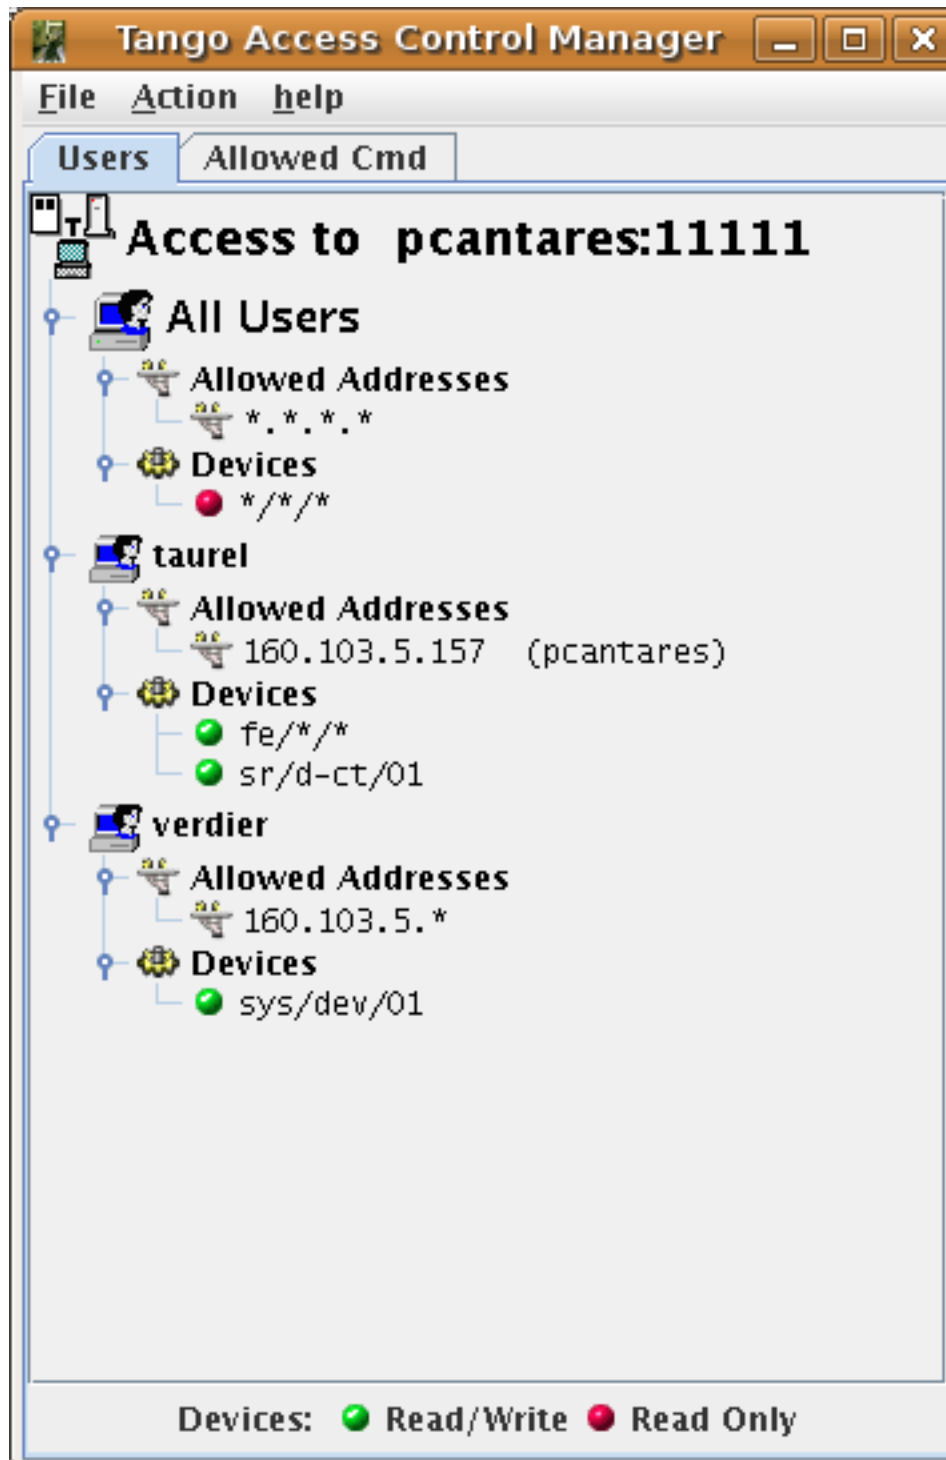 Tango Access Control Manager
File Action help
Users Allowed Cmd
T
Access to pcantares:11111
All Users
Allowed Addresses
*.*.*.*
Devices
*/*/*
taurel
Allowed Addresses
160.103.5.157 (pcantares)
Devices
fe/*/*
sr/d-ct/01
verdier
Allowed Addresses
160.103.5.*
Devices
sys/dev/01
Devices: Read/Write Read Only